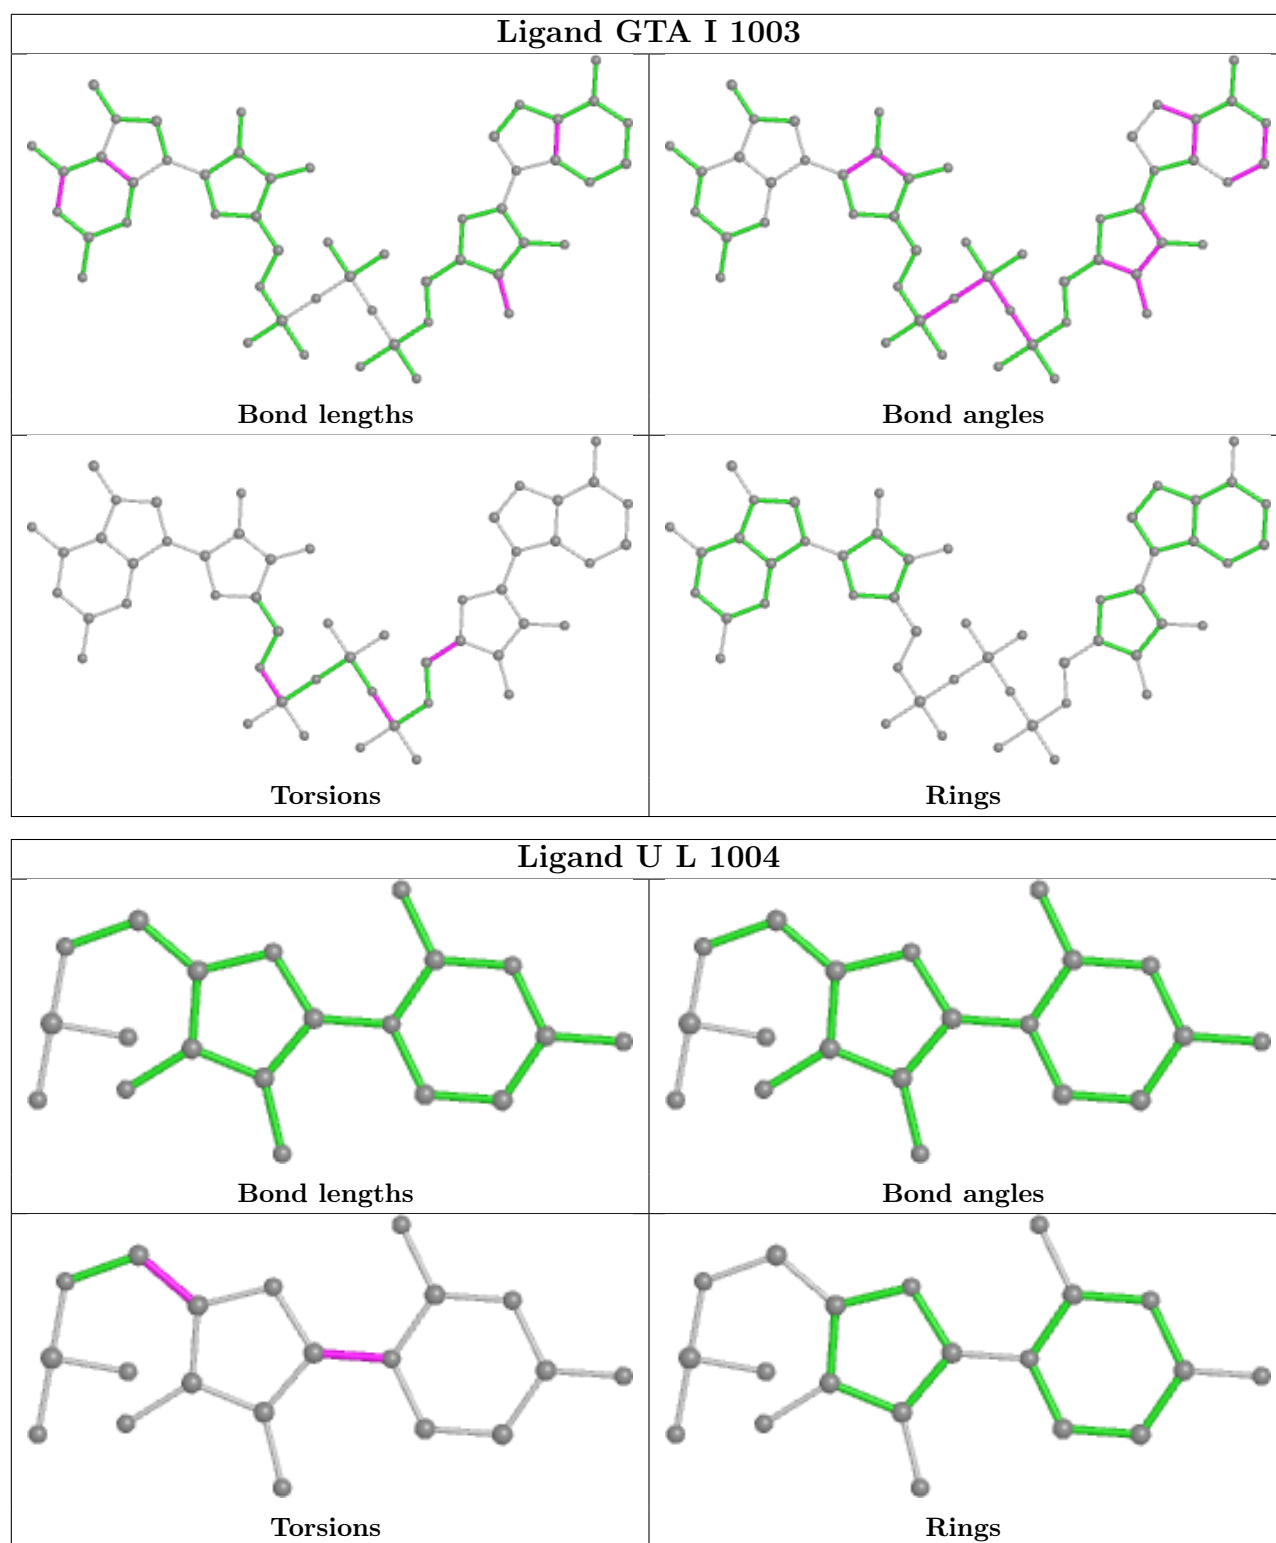 Ligand GTA I 1003
Bond lengths
Bond angles
Torsions
Rings
Ligand U L 1004
Bond lengths
Bond angles
Torsions
Rings